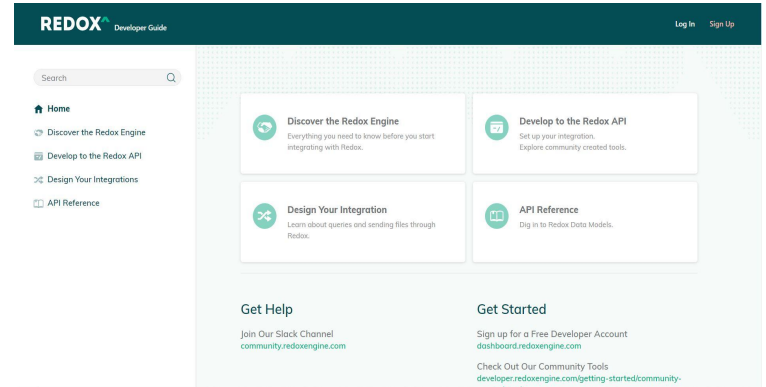 REDOX^ Developer Guide
Log In Sign Up
Search
Home
Discover the Redox Engine
Develop to the Redox API
Design Your Integrations
API Reference
Discover the Redox Engine
Everything you need to know before you start
integrating with Redox.
Develop to the Redox API
Set up your integration.
Explore community created tools.
Design Your Integration
Learn about queries and sending files through
Redox.
API Reference
Dig in to Redox Data Models.
Get Help
Join Our Slack Channel
community.redoxengine.com
Get Started
Sign up for a Free Developer Account
dashboard.redoxengine.com
Check Out Our Community Tools
developer.redoxengine.com/getting-started/community-